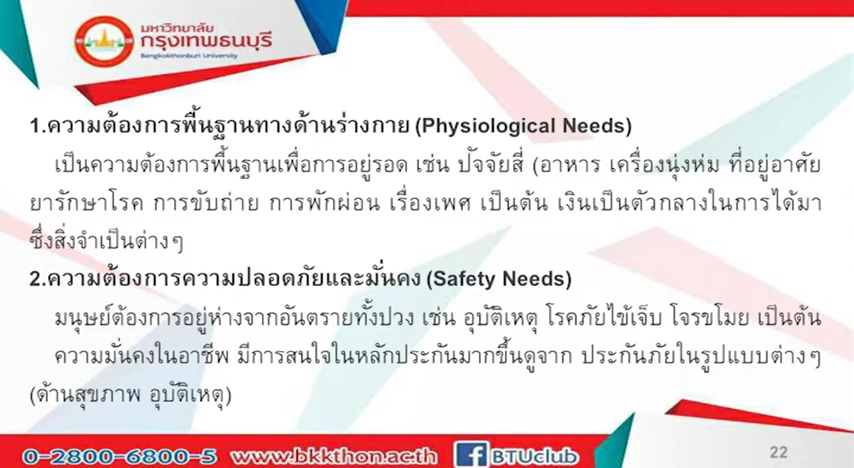 มหาวิทยาลัย
กรุงเทพธนบุรี
Bangkokthonburi University
1.ความต้องการพื้นฐานทางด้านร่างกาย (Physiological Needs)
เป็นความต้องการพื้นฐานเพื่อการอยู่รอด เช่น ปัจจัยสี่ (อาหาร เครื่องนุ่งห่ม ที่อยู่อาศัย
ยารักษาโรค การขับถ่าย การพักผ่อน เรื่องเพศ เป็นต้น เงินเป็นตัวกลางในการได้มา
ซึ่งสิ่งจำเป็นต่างๆ
2.ความต้องการความปลอดภัยและมั่นคง (Safety Needs)
มนุษย์ต้องการอยู่ห่างจากอันตรายทั้งปวง เช่น อุบัติเหตุ โรคภัยไข้เจ็บ โจรขโมย เป็นต้น
ความมั่นคงในอาชีพ มีการสนใจในหลักประกันมากขึ้นดูจาก ประกันภัยในรูปแบบต่างๆ
(ด้านสุขภาพ อุบัติเหตุ)
0-2800-6800-5 www.bkkthon.ac.th f BTUclub
22